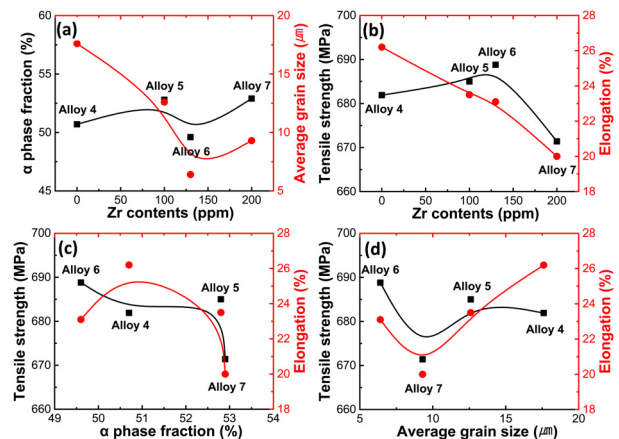 (a)
α phase fraction (%)
60
55
50
45
Alloy 4
Alloy 5
Alloy 6
Alloy 7
20
15
10
5
Average grain size (㎛)
0
50
100
150
200
Zr contents (ppm)
(b)
Tensile strength (MPa)
700
690
680
670
660
Alloy 4
Alloy 5
Alloy 6
Alloy 7
28
26
24
22
20
18
Elongation (%)
0
50
100
150
200
Zr contents (ppm)
(c)
Tensile strength (MPa)
700
690
680
670
660
Alloy 6
Alloy 4
Alloy 5
Alloy 7
28
26
24
22
20
18
Elongation (%)
49
50
51
52
53
54
α phase fraction (%)
(d)
Tensile strength (MPa)
700
690
680
670
660
Alloy 6
Alloy 7
Alloy 5
Alloy 4
28
26
24
22
20
18
Elongation (%)
5
10
15
20
Average grain size (㎛)